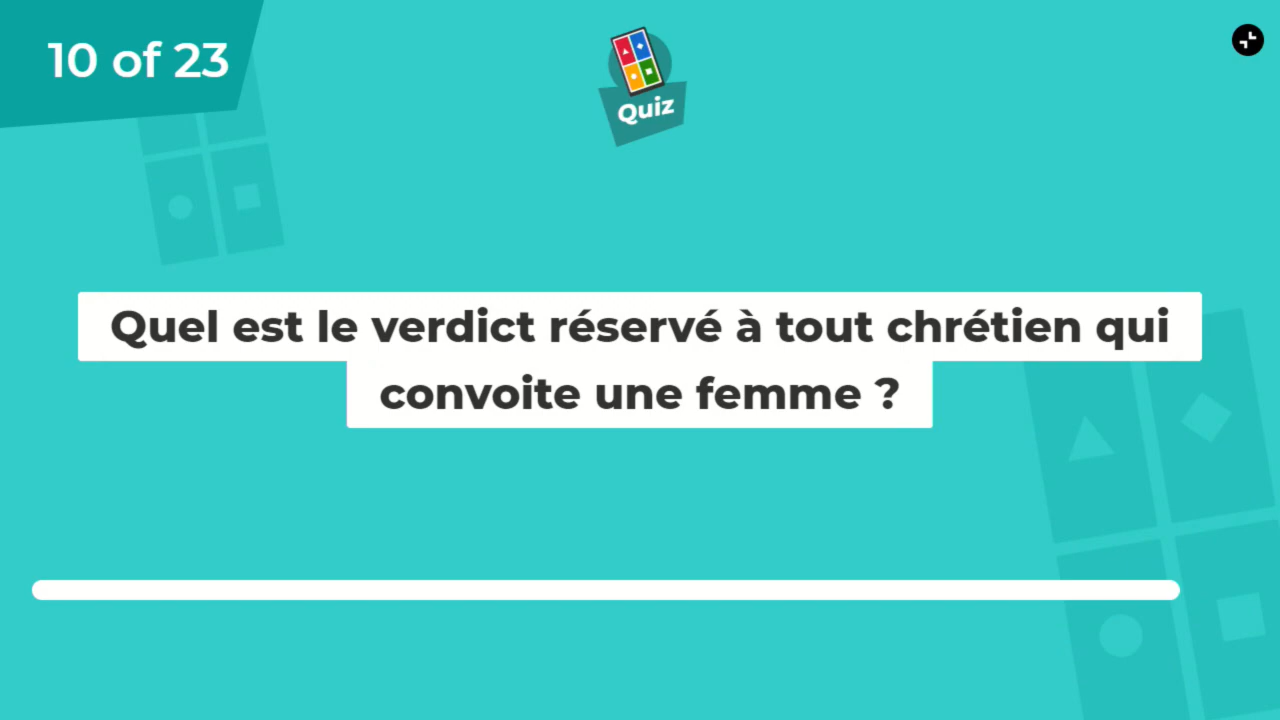 10 of 23
Quiz
Quel est le verdict réservé à tout chrétien qui
convoite une femme ?